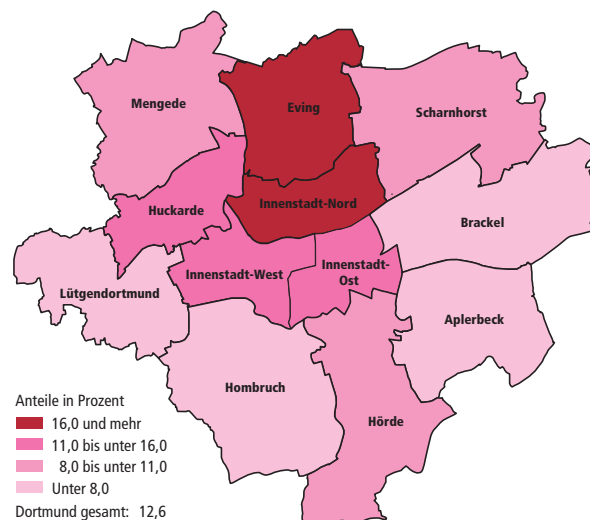 Mengede
Eving
Scharnhorst
Huckarde
Innenstadt-Nord
Brackel
Innenstadt-West
Innenstadt-
Ost
Lütgendortmund
Aplerbeck
Hombruch
Hörde
Anteile in Prozent
16,0 und mehr
11,0 bis unter 16,0
8,0 bis unter 11,0
Unter 8,0
Dortmund gesamt: 12,6